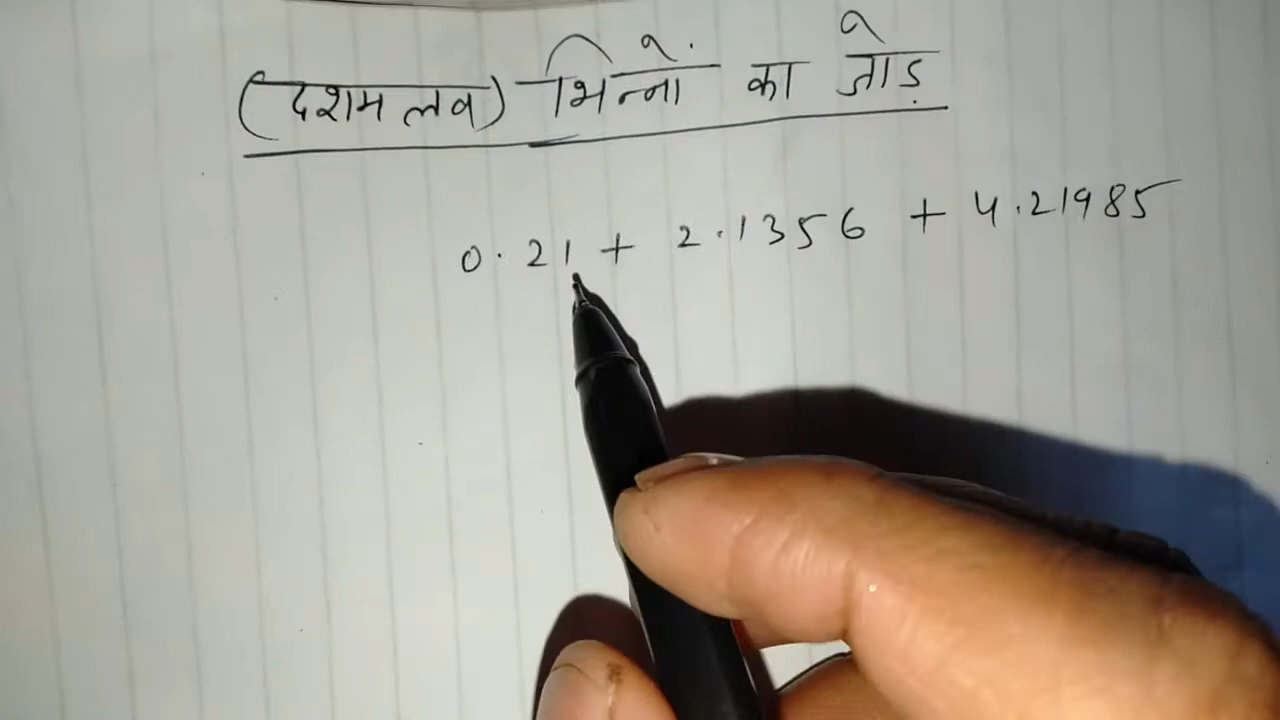 (दशमलव) भिन्नों का जोड़
0.21 + 2.1356 + 4.21985